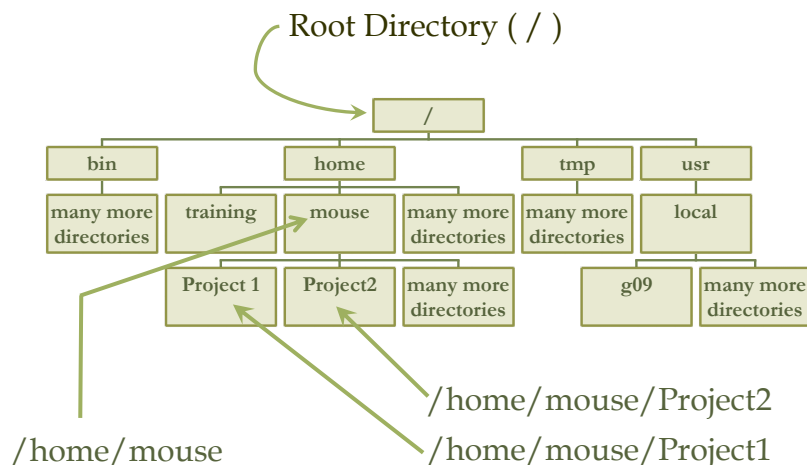 Root Directory ( / )
/
bin
home
tmp
usr
many more
directories
training
mouse
many more
directories
many more
directories
local
Project 1
Project2
many more
directories
g09
many more
directories
/home/mouse/Project2
/home/mouse
/home/mouse/Project1